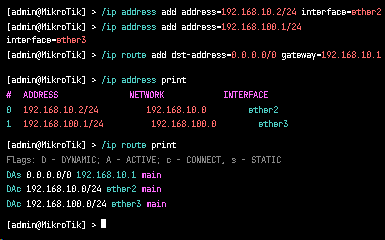 [admin@MikroTik] > /ip address add address=192.168.10.2/24 interface=ether2
[admin@MikroTik] > /ip address add address=192.168.100.1/24
interface=ether3
[admin@MikroTik] > /ip route add dst-address=0.0.0.0/0 gateway=192.168.10.1
[admin@MikroTik] > /ip address print
# ADDRESS NETWORK INTERFACE
0 192.168.10.2/24 192.168.10.0 ether2
1 192.168.100.1/24 192.168.100.0 ether3
[admin@MikroTik] > /ip route print
Flags: D - DYNAMIC; A - ACTIVE; c - CONNECT, s - STATIC
DAs 0.0.0.0/0 192.168.10.1 main
DAc 192.168.10.0/24 ether2 main
DAc 192.168.100.0/24 ether3 main
[admin@MikroTik] >